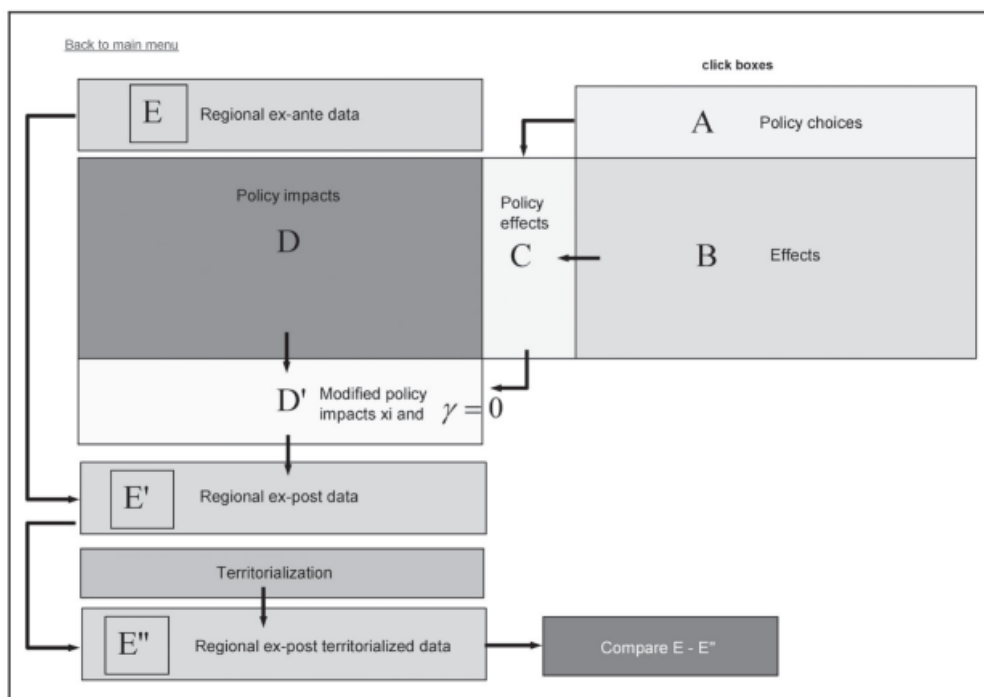 Back to main menu
click boxes
E Regional ex-ante data
A Policy choices
Policy impacts
D
Policy
effects
C
B Effects
D' Modified policy
impacts xi and γ = 0
E' Regional ex-post data
Territorialization
E" Regional ex-post territorialized data
Compare E - E"